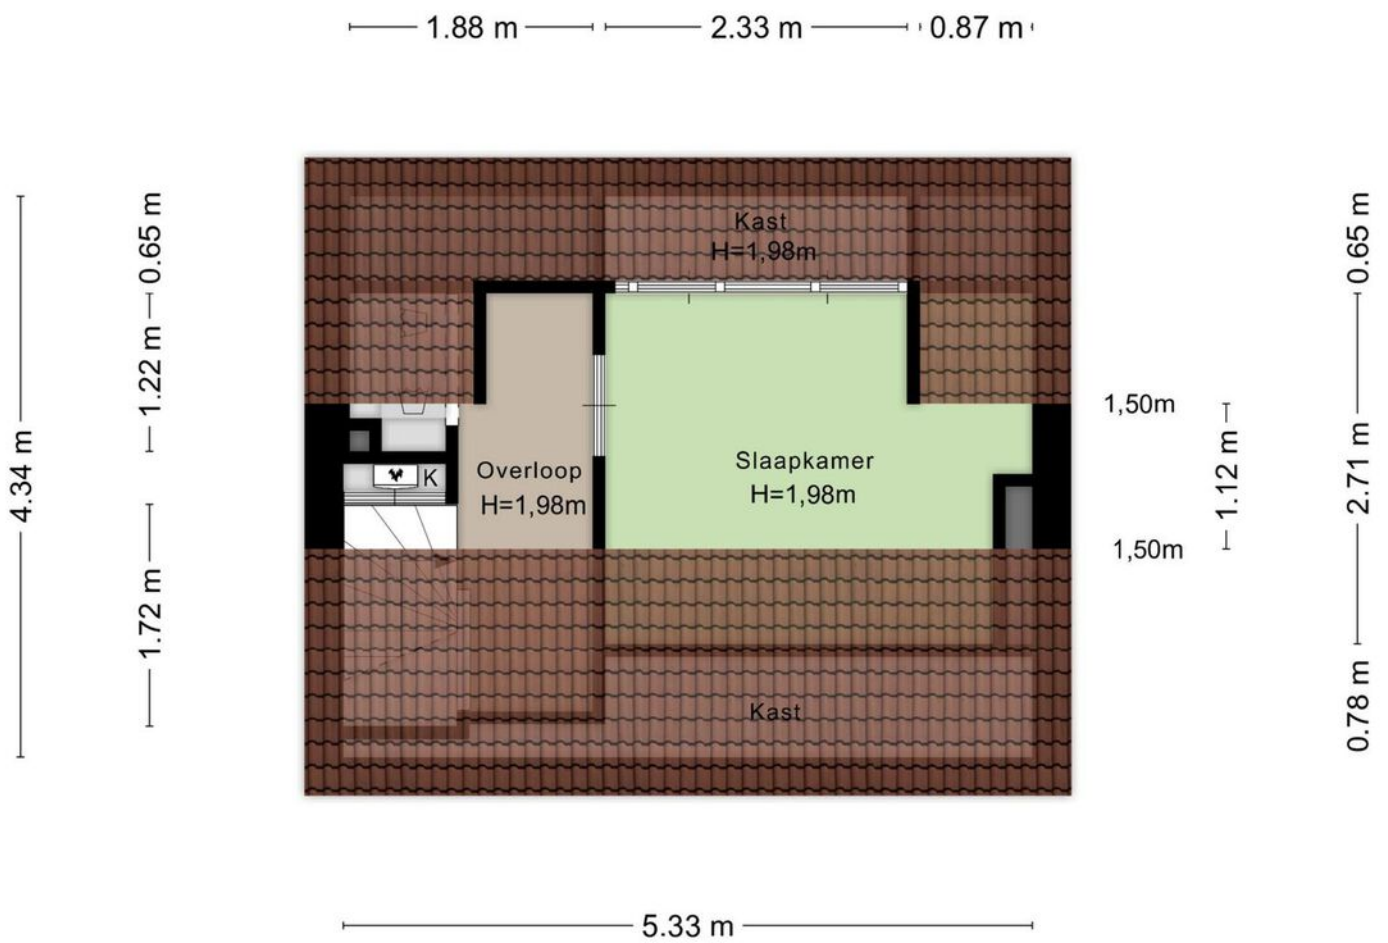 1.88 m
2.33 m
0.87 m
0.65 m
0.65 m
Kast
H=1,98m
1.22 m
1,50m
4.34 m
Overloop
H=1,98m
K
Slaapkamer
H=1,98m
1.12 m
2.71 m
1,50m
1.72 m
0.78 m
Kast
5.33 m